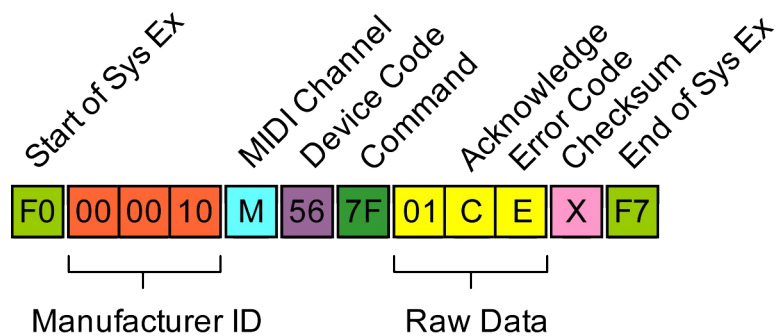 Start of Sys Ex
MIDI Channel
Device Code
Command
Acknowledge
Error Code
Checksum
End of Sys Ex
F0 00 00 10 M 56 7F 01 C E X F7
Manufacturer ID
Raw Data